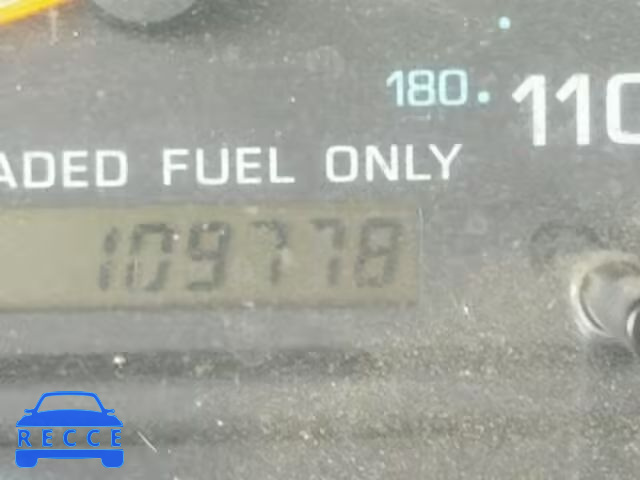 180 110
ADED FUEL ONLY
109778
RECCE